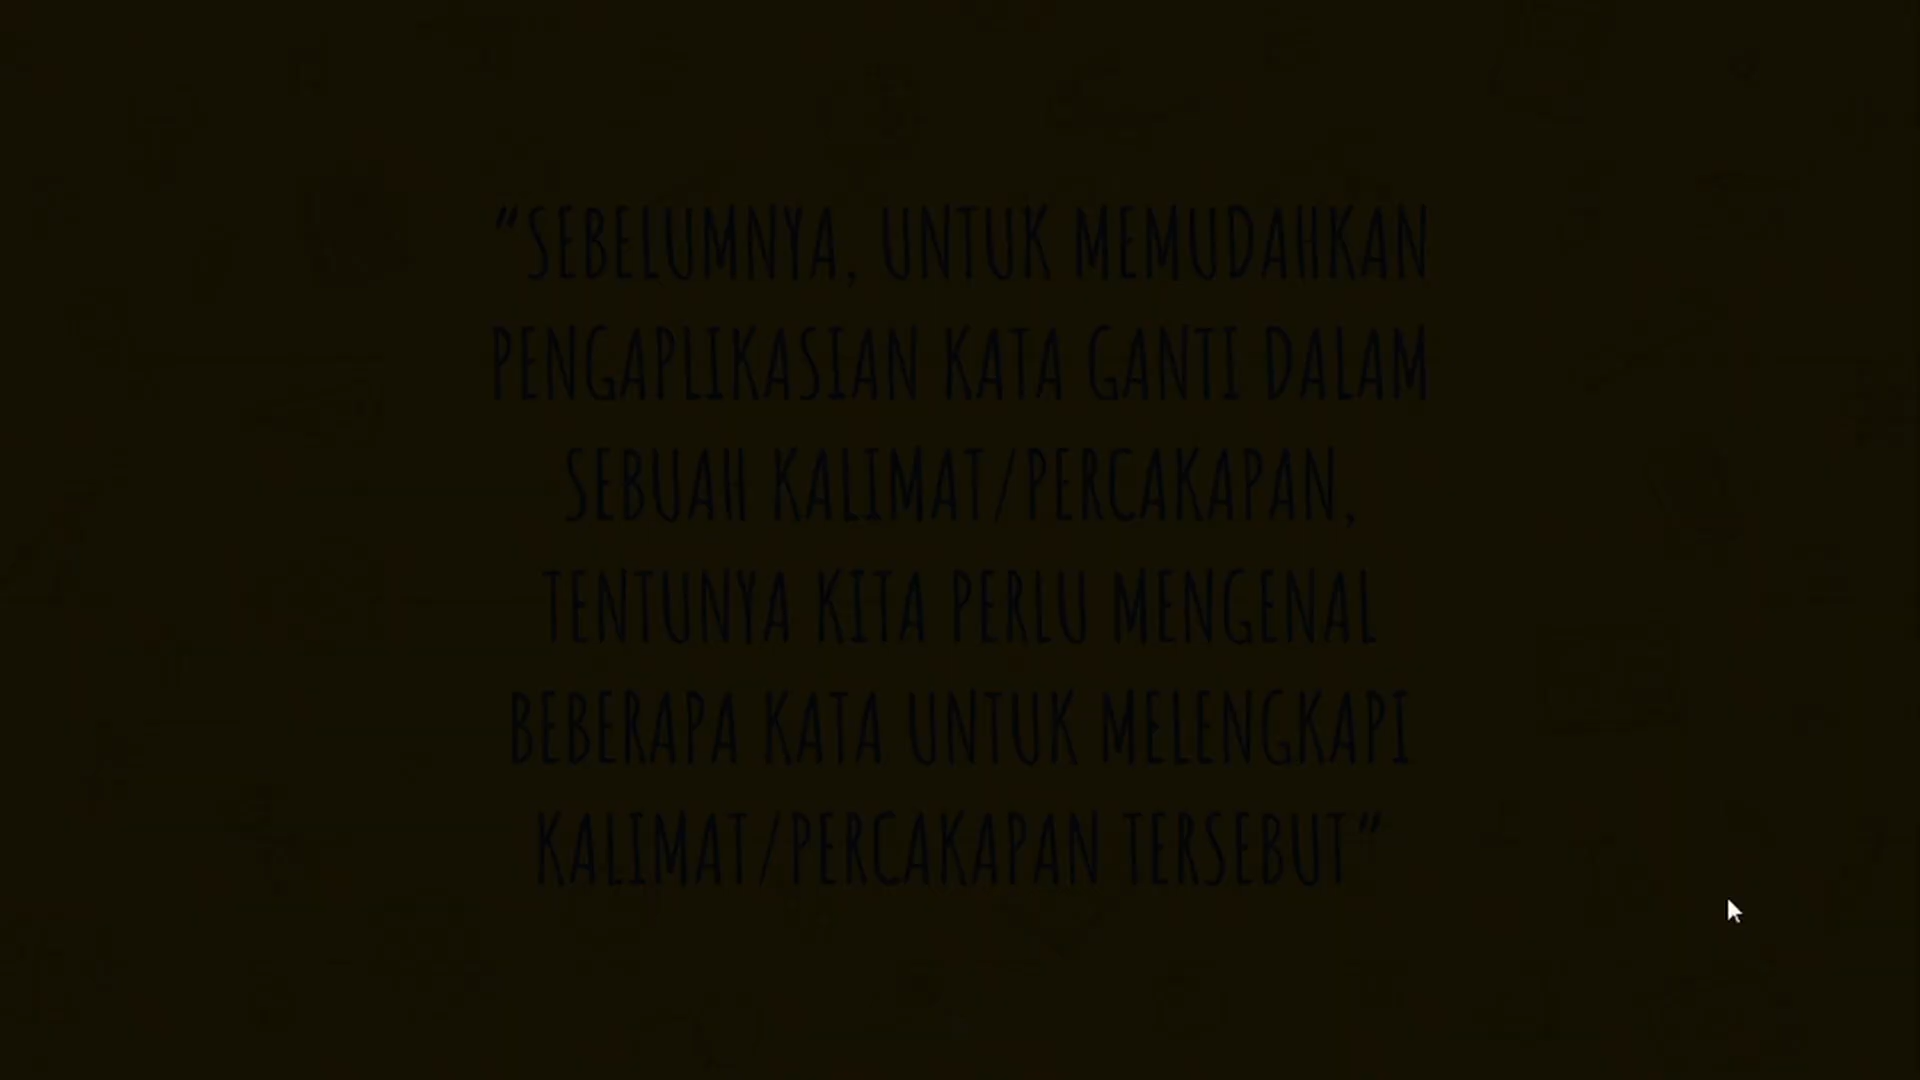 “SEBELUMNYA, UNTUK MEMUDAHKAN
PENGAPLIKASIAN KATA GANTI DALAM
SEBUAH KALIMAT/PERCAKAPAN,
TENTUNYA KITA PERLU MENGENAL
BEBERAPA KATA UNTUK MELENGKAPI
KALIMAT/PERCAKAPAN TERSEBUT”